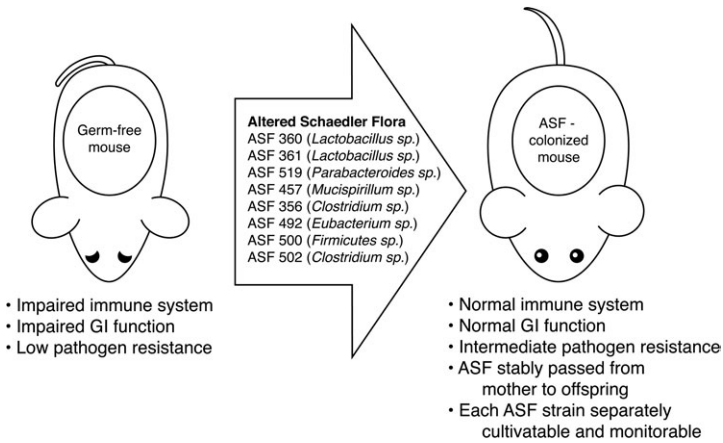 Germ-free
mouse
• Impaired immune system
• Impaired GI function
• Low pathogen resistance
Altered Schaedler Flora
ASF 360 (Lactobacillus sp.)
ASF 361 (Lactobacillus sp.)
ASF 519 (Parabacteroides sp.)
ASF 457 (Mucispirillum sp.)
ASF 356 (Clostridium sp.)
ASF 492 (Eubacterium sp.)
ASF 500 (Firmicutes sp.)
ASF 502 (Clostridium sp.)
ASF -
colonized
mouse
• Normal immune system
• Normal GI function
• Intermediate pathogen resistance
• ASF stably passed from
mother to offspring
• Each ASF strain separately
cultivatable and monitorable